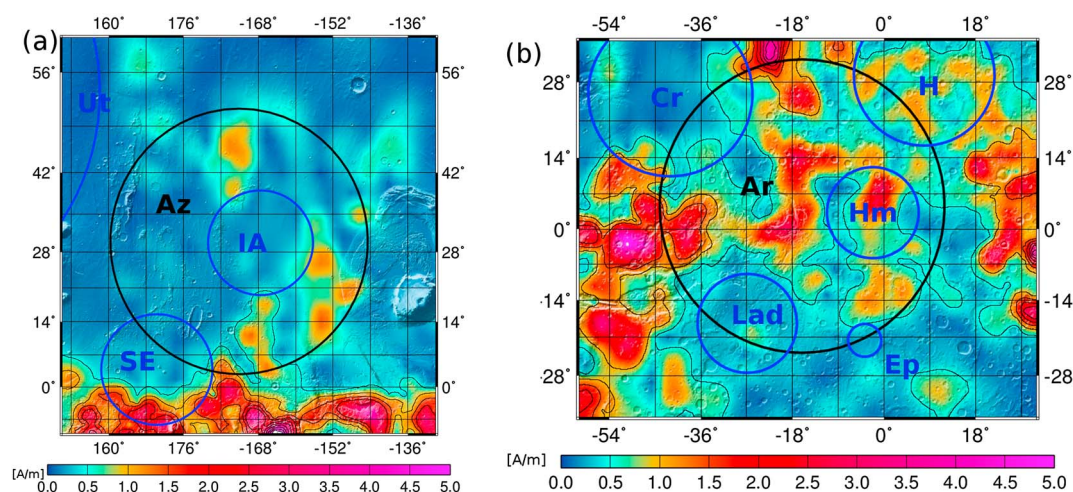 (a)
160 176 -168 -152 -136
56˚ 56˚
Ut
42˚ 42˚
Az
IA
28˚ 28˚
14˚ 14˚
SE
0˚ 0˚
160 176 -168 -152 -136
[A/m]
0.0 0.5 1.0 1.5 2.0 2.5 3.0 3.5 4.0 4.5 5.0
(b)
-54˚ -36˚ -18˚ 0˚ 18˚
28˚ 28˚
Cr H
14˚ 14˚
Ar
Hm
0˚ 0˚
-14 -14
Lad
Ep
-28˚ -28
-54˚ -36˚ -18˚ 0˚ 18˚
[A/m]
0.0 0.5 1.0 1.5 2.0 2.5 3.0 3.5 4.0 4.5 5.0